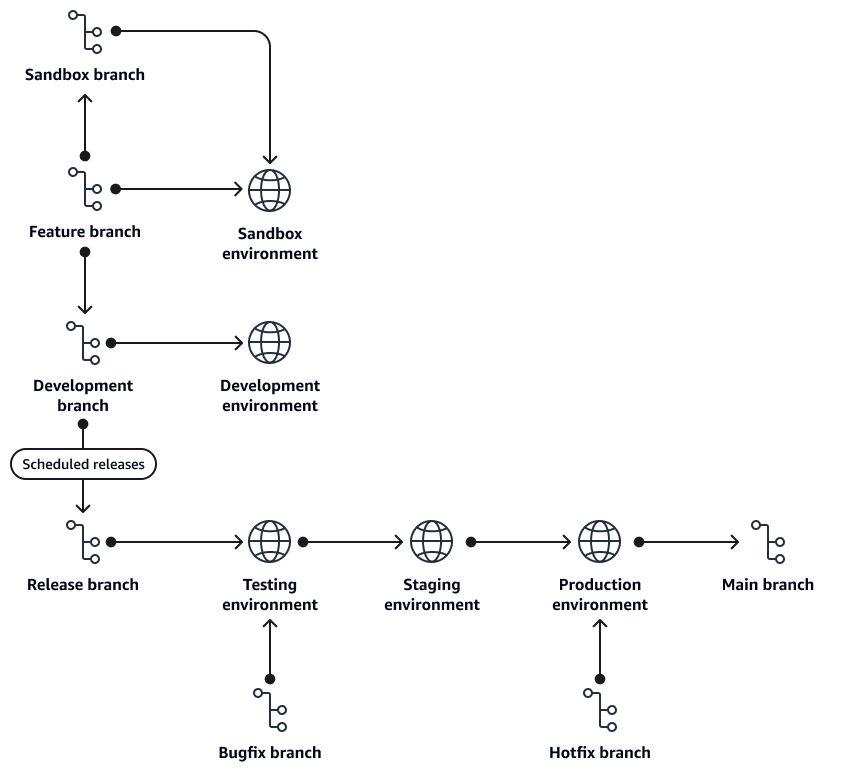 Sandbox branch
Feature branch
Sandbox
environment
Development
branch
Development
environment
Scheduled releases
Release branch
Testing
environment
Staging
environment
Production
environment
Main branch
Bugfix branch
Hotfix branch